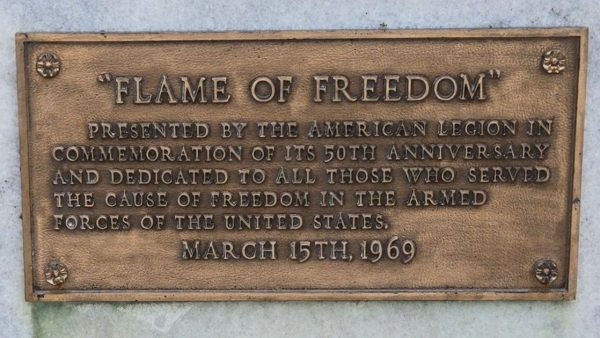 "FLAME OF FREEDOM"
PRESENTED BY THE AMERICAN LEGION IN
COMMEMORATION OF ITS 50TH ANNIVERSARY
AND DEDICATED TO ALL THOSE WHO SERVED
THE CAUSE OF FREEDOM IN THE ARMED
FORCES OF THE UNITED STATES.
MARCH 15TH, 1969